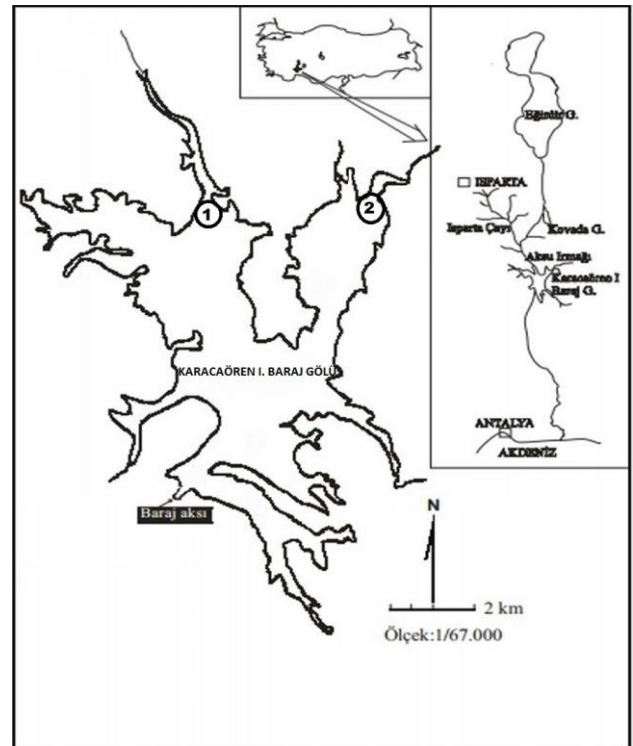 Eğirdir G.
ISPARTA
Isparta Çayı
Kovada G.
Aksu Irmağı
Karacaören I
Baraj G.
ANTALYA
AKDENİZ
1
2
KARACAÖREN I. BARAJ GÖLÜ
Baraj aksı
N
2 km
Ölçek:1/67.000